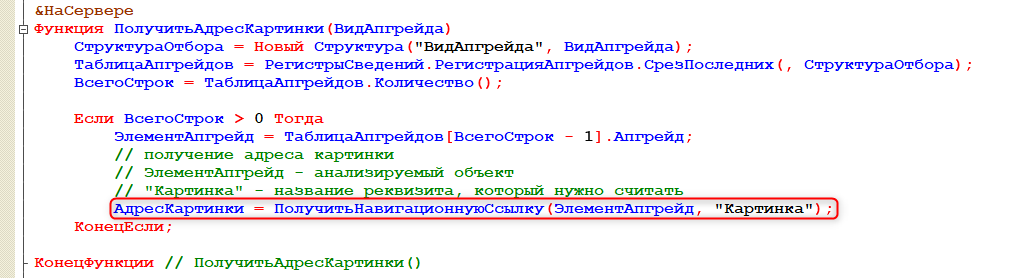 &НаСервере
Функция ПолучитьАдресКартинки(ВидАпгрейда)
СтруктураОтбора = Новый Структура("ВидАпгрейда", ВидАпгрейда);
ТаблицаАпгрейдов = РегистрыСведений.РегистрацияАпгрейдов.СрезПоследних(, СтруктураОтбора);
ВсегоСтрок = ТаблицаАпгрейдов.Количество();
Если ВсегоСтрок > 0 Тогда
ЭлементАпгрейд = ТаблицаАпгрейдов[ВсегоСтрок - 1].Апгрейд;
// получение адреса картинки
// ЭлементАпгрейд - анализируемый объект
// "Картинка" - название реквизита, который нужно считать
АдресКартинки = ПолучитьНавигационнуюСсылку(ЭлементАпгрейд, "Картинка");
КонецЕсли;
КонецФункции // ПолучитьАдресКартинки()